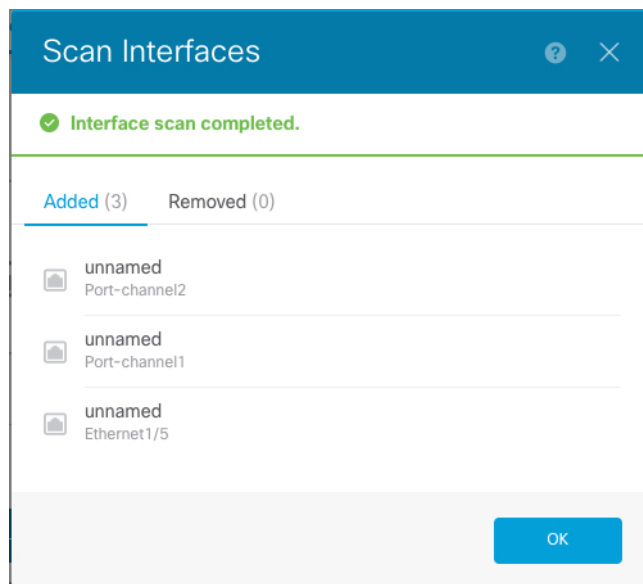 Scan Interfaces
Interface scan completed.
Added (3) Removed (0)
unnamed
Port-channel2
unnamed
Port-channel1
unnamed
Ethernet1/5
OK